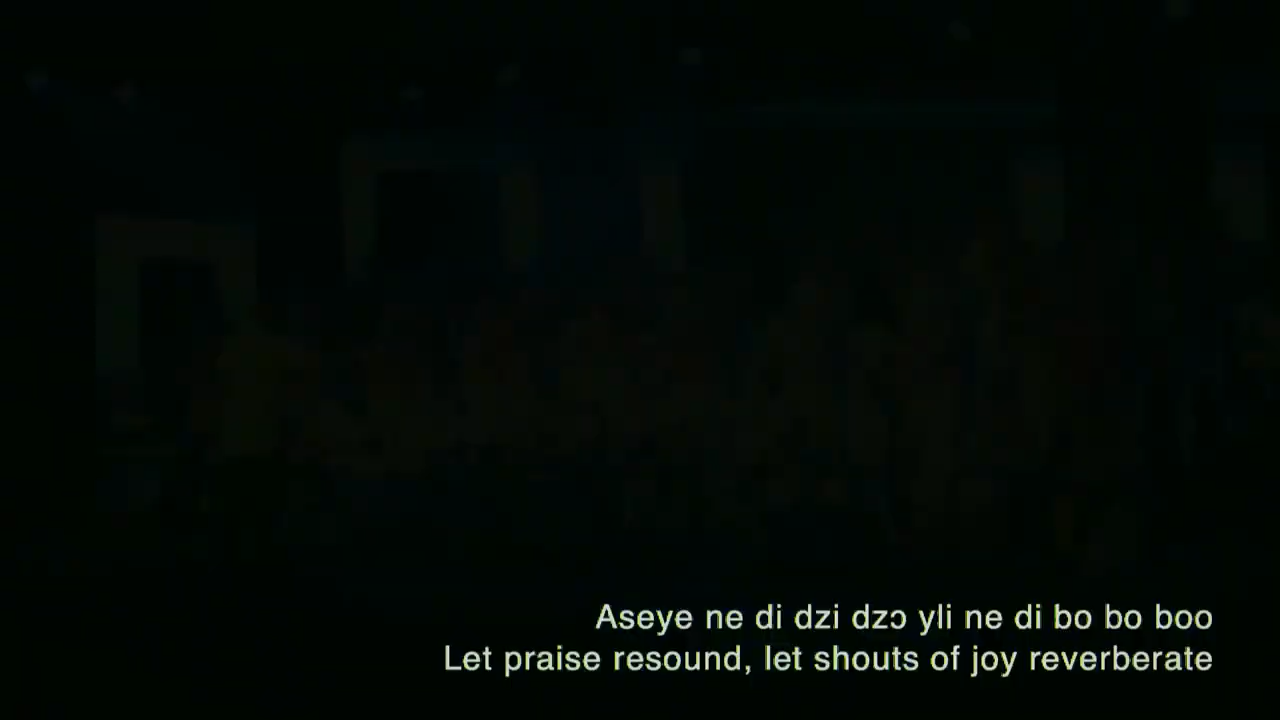 Aseye ne di dzi dzɔ yli ne di bo bo boo
Let praise resound, let shouts of joy reverberate